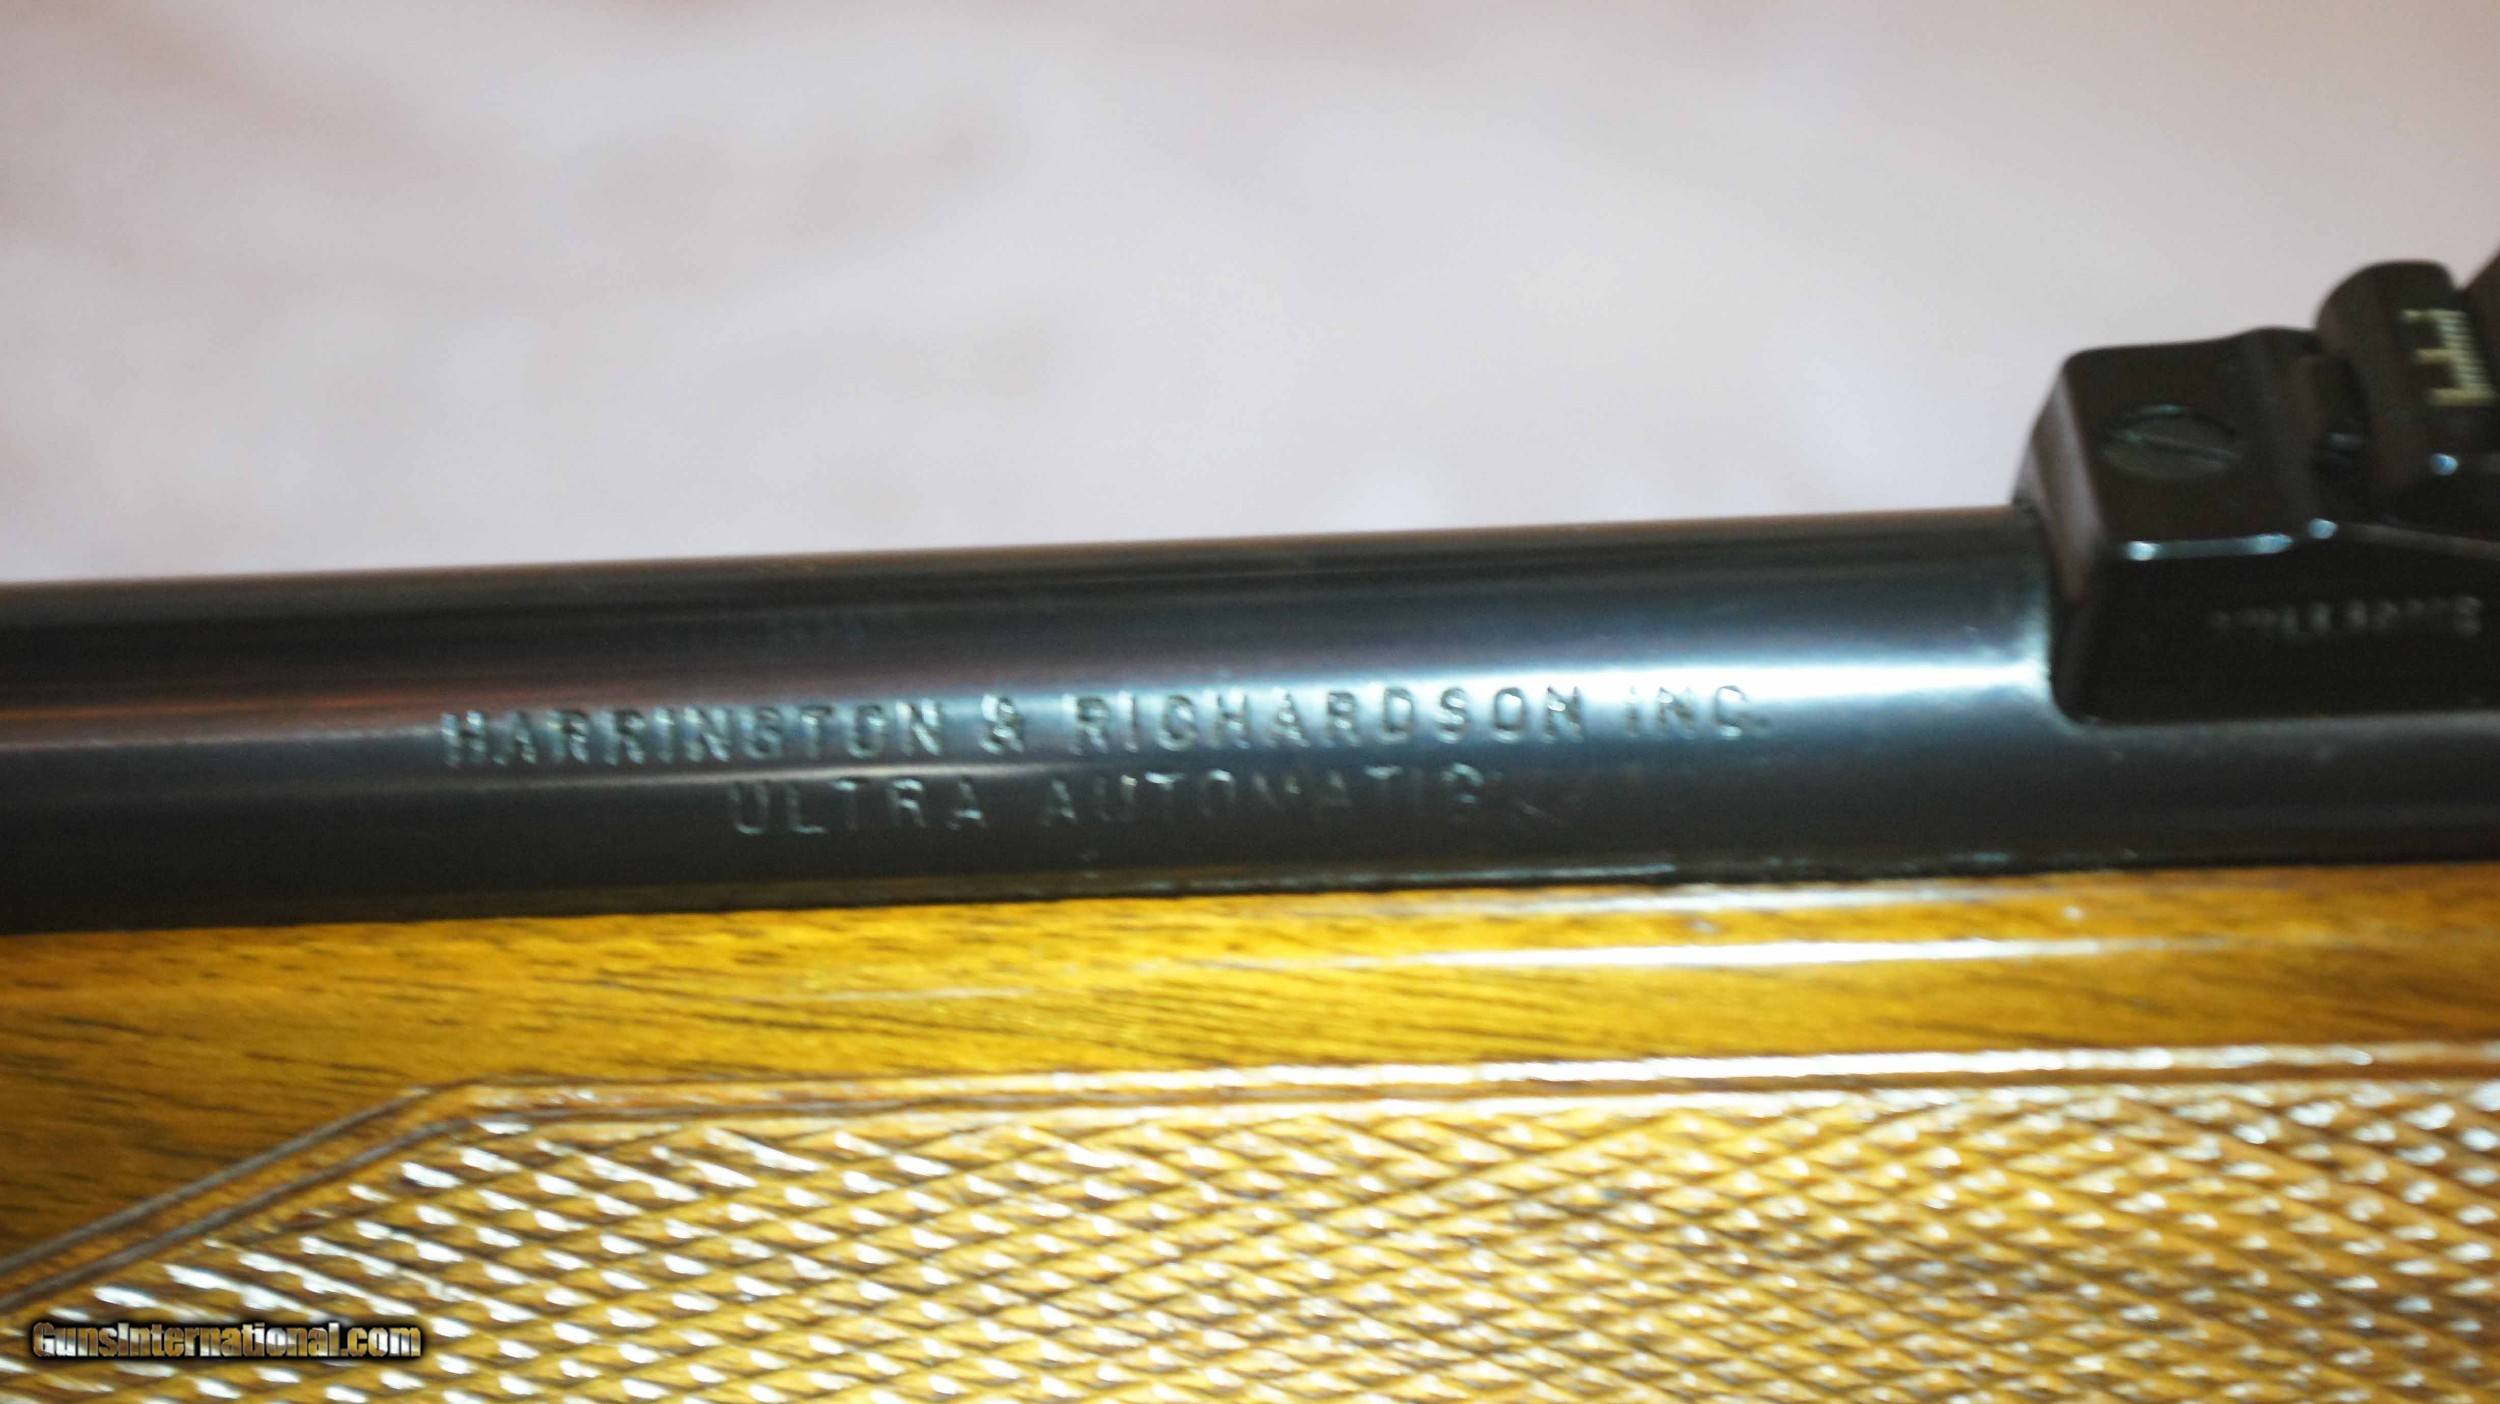 HARRINGTON & RICHARDSON INC.
ULTRA AUTOMATIC
GunsInternational.com